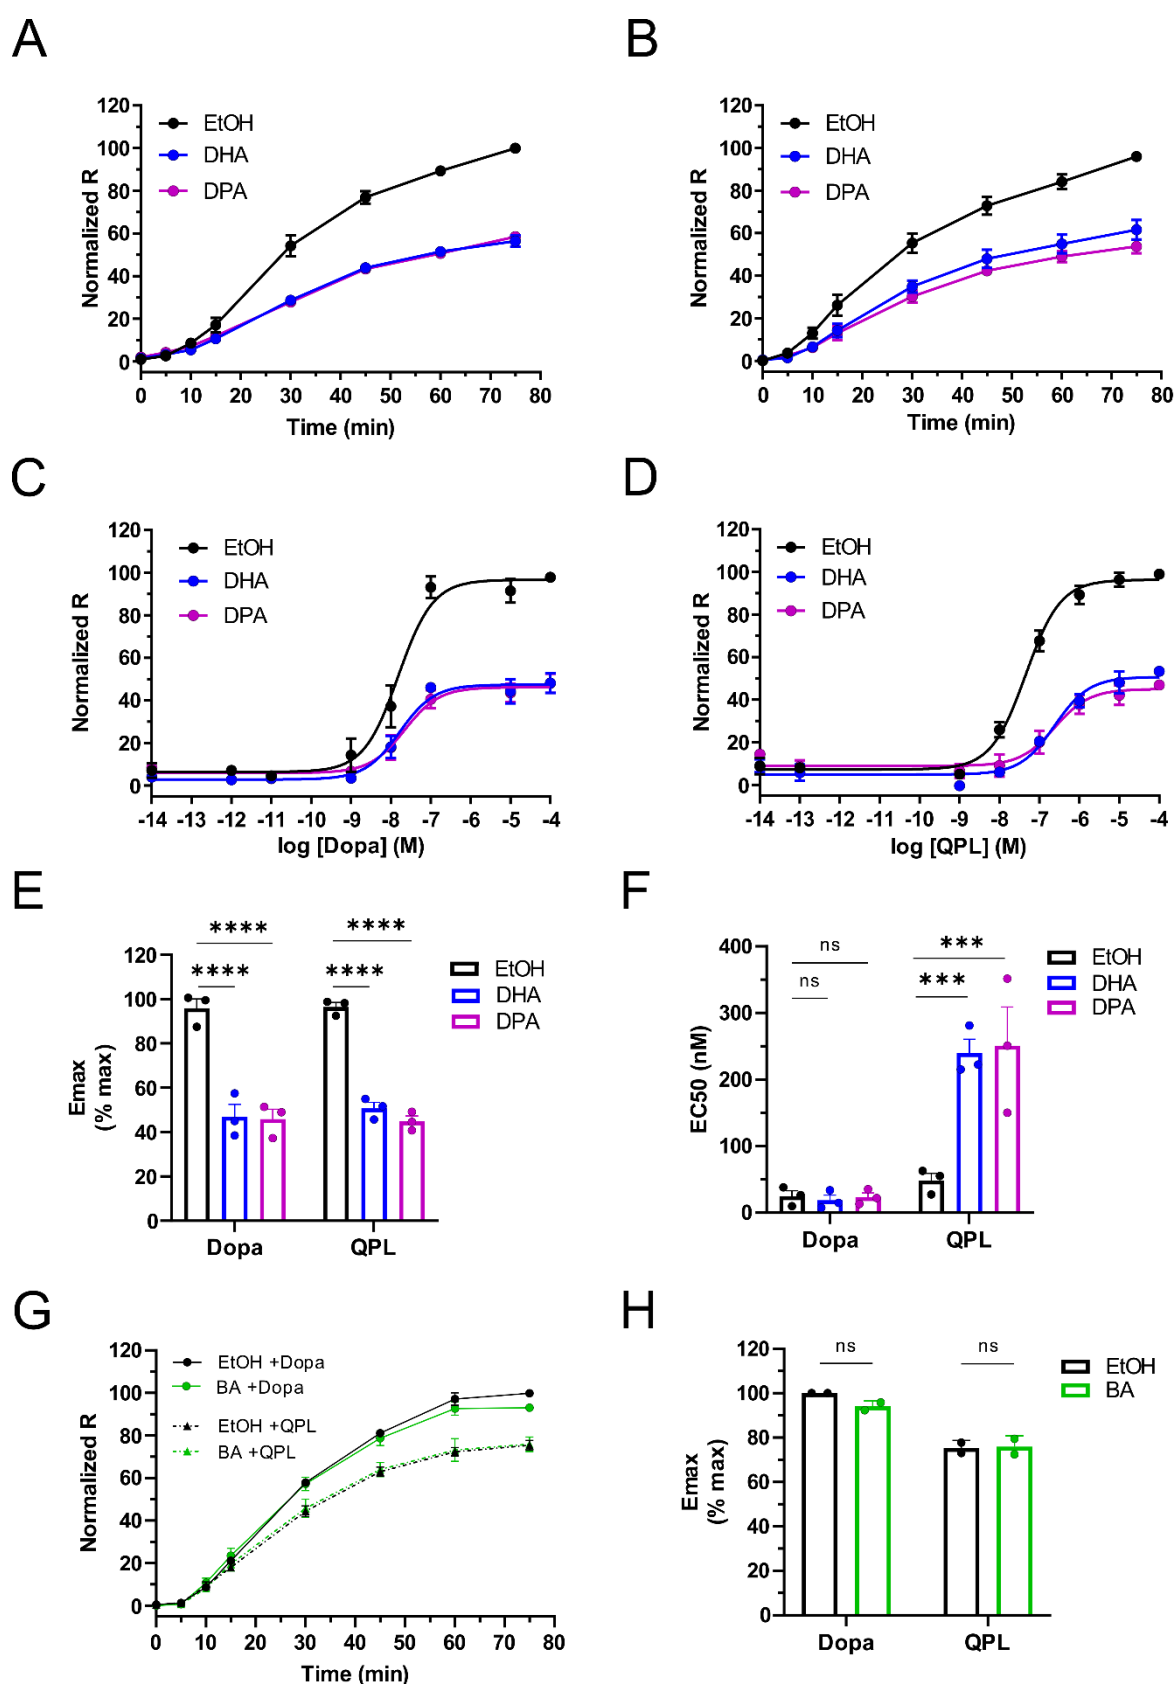 A
Normalized R
120
100
80
60
40
20
0
EtOH
DHA
DPA
0 10 20 30 40 50 60 70 80
Time (min)
B
Normalized R
120
100
80
60
40
20
0
EtOH
DHA
DPA
0 10 20 30 40 50 60 70 80
Time (min)
C
Normalized R
120
100
80
60
40
20
0
EtOH
DHA
DPA
-14 -13 -12 -11 -10 -9 -8 -7 -6 -5 -4
log [Dopa] (M)
D
Normalized R
120
100
80
60
40
20
0
EtOH
DHA
DPA
-14 -13 -12 -11 -10 -9 -8 -7 -6 -5 -4
log [QPL] (M)
E
Emax
(% max)
120
100
80
60
40
20
0
**** ****
**** ****
EtOH
DHA
DPA
Dopa QPL
F
EC50 (nM)
400
300
200
100
0
ns ***
ns ***
EtOH
DHA
DPA
Dopa QPL
G
Normalized R
120
100
80
60
40
20
0
EtOH +Dopa
BA +Dopa
EtOH +QPL
BA +QPL
0 10 20 30 40 50 60 70 80
Time (min)
H
Emax
(% max)
120
100
80
60
40
20
0
ns ns
EtOH
BA
Dopa QPL